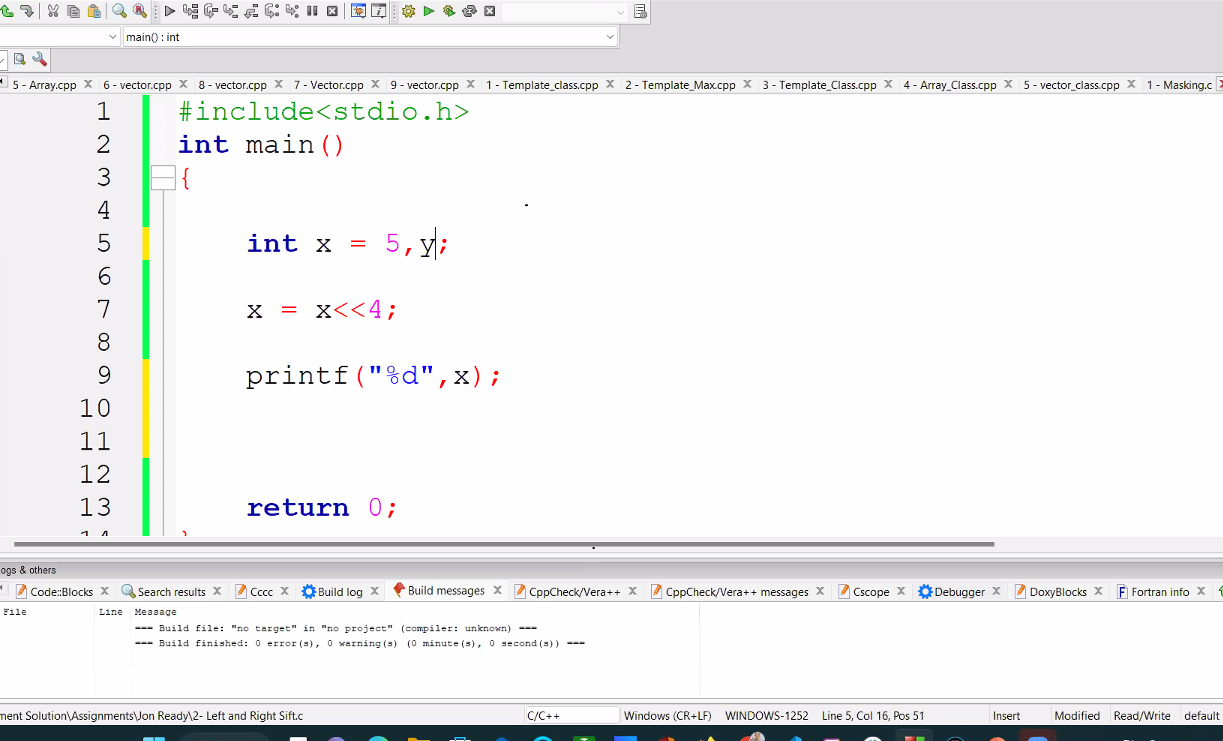 main() : int
5 - Array.cpp 6 - vector.cpp 8 - vector.cpp 7 - Vector.cpp 9 - vector.cpp 1 - Template_class.cpp 2 - Template_Max.cpp 3 - Template_Class.cpp 4 - Array_Class.cpp 5 - vector_class.cpp 1 - Masking.c
1 #include<stdio.h>
2 int main()
3 {
4
5 int x = 5,y;
6
7 x = x<<4;
8
9 printf("%d",x);
10
11
12
13 return 0;
14 }
ogs & others
Code::Blocks Search results Cccc Build log Build messages CppCheck/Vera++ CppCheck/Vera++ messages Cscope Debugger DoxyBlocks Fortran info
File Line Message
=== Build file: "no target" in "no project" (compiler: unknown) ===
=== Build finished: 0 error(s), 0 warning(s) (0 minute(s), 0 second(s)) ===
ment Solution\Assignments\Jon Ready\2- Left and Right Sift.c C/C++ Windows (CR+LF) WINDOWS-1252 Line 5, Col 16, Pos 51 Insert Modified Read/Write default